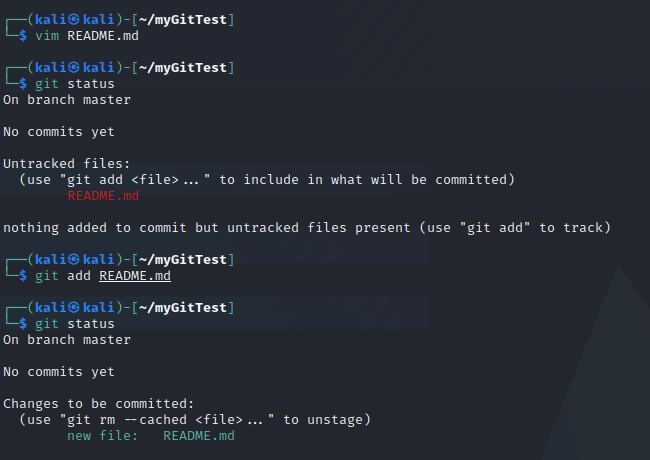 ┌──(kali㉿kali)-[~/myGitTest]
└─$ vim README.md
┌──(kali㉿kali)-[~/myGitTest]
└─$ git status
On branch master
No commits yet
Untracked files:
(use "git add <file>..." to include in what will be committed)
README.md
nothing added to commit but untracked files present (use "git add" to track)
┌──(kali㉿kali)-[~/myGitTest]
└─$ git add README.md
┌──(kali㉿kali)-[~/myGitTest]
└─$ git status
On branch master
No commits yet
Changes to be committed:
(use "git rm --cached <file>..." to unstage)
new file:   README.md